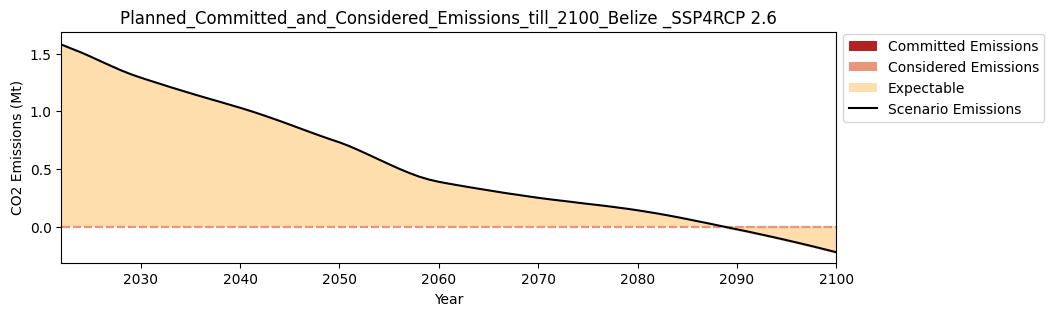 Planned_Committed_and_Considered_Emissions_till_2100_Belize _SSP4RCP 2.6
Committed Emissions
Considered Emissions
Expectable
Scenario Emissions
CO2 Emissions (Mt)
1.5
1.0
0.5
0.0
2030 2040 2050 2060 2070 2080 2090 2100
Year